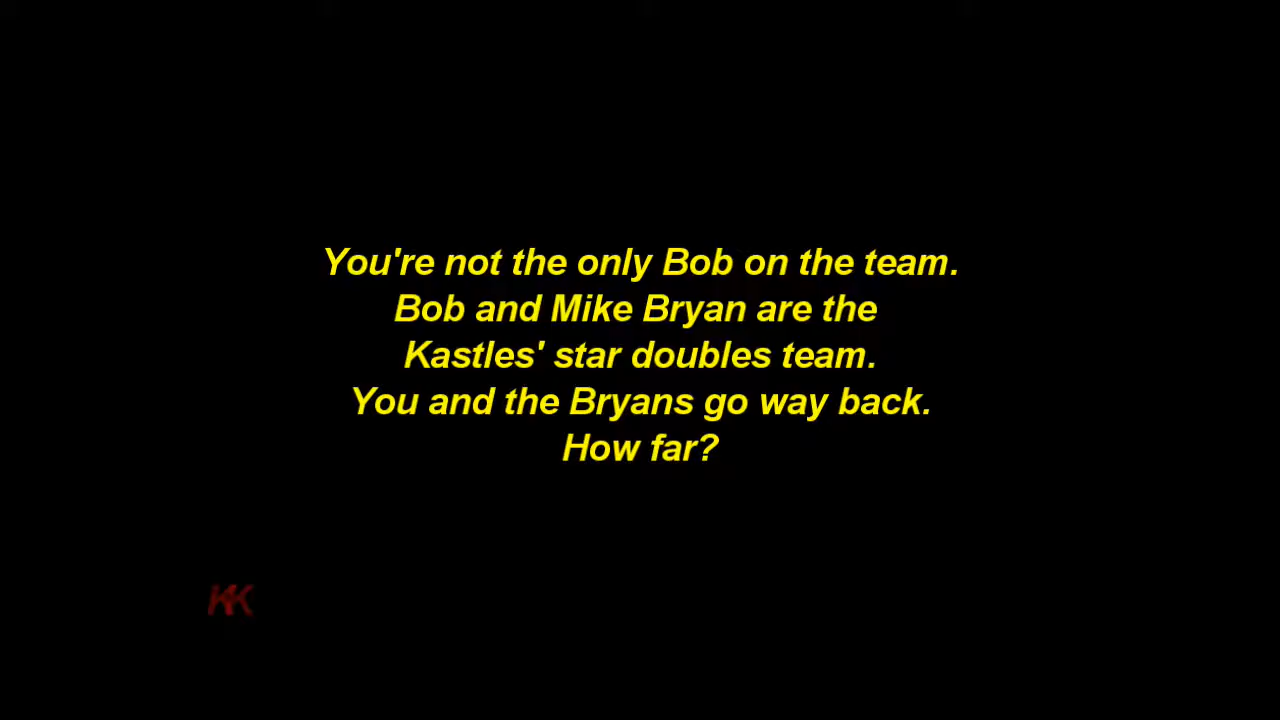 You're not the only Bob on the team.
Bob and Mike Bryan are the
Kastles' star doubles team.
You and the Bryans go way back.
How far?
KK